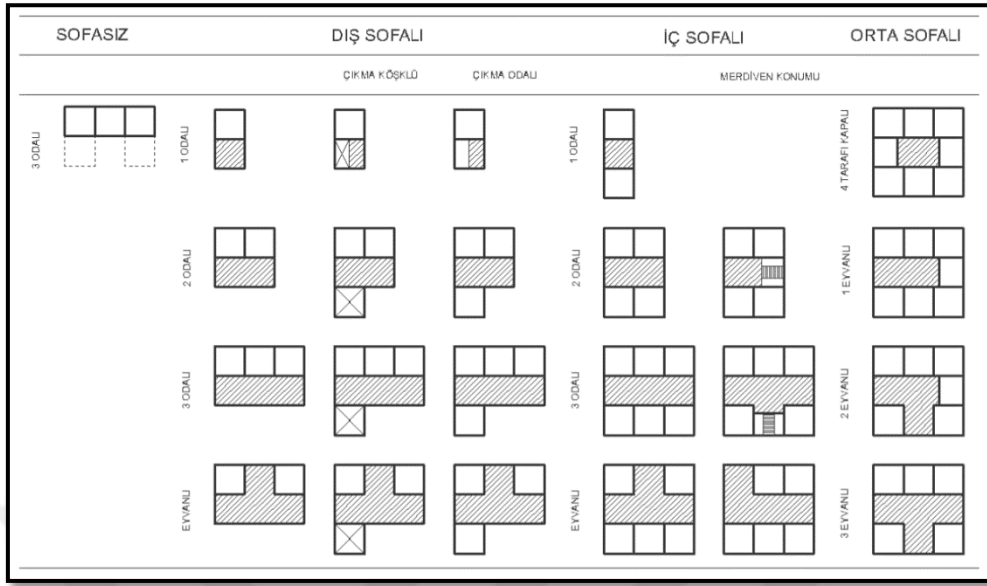 SOFASIZ DIŞ SOFALI İÇ SOFALI ORTA SOFALI
ÇIKMA KÖŞKLÜ ÇIKMA ODALI MERDİVEN KONUMU
3 ODALI 1 ODALI 1 ODALI 4 TARAFI KAPALI
2 ODALI 2 ODALI 1 EYVANLI
3 ODALI 3 ODALI 2 EYVANLI
EYVANLI EYVANLI 3 EYVANLI